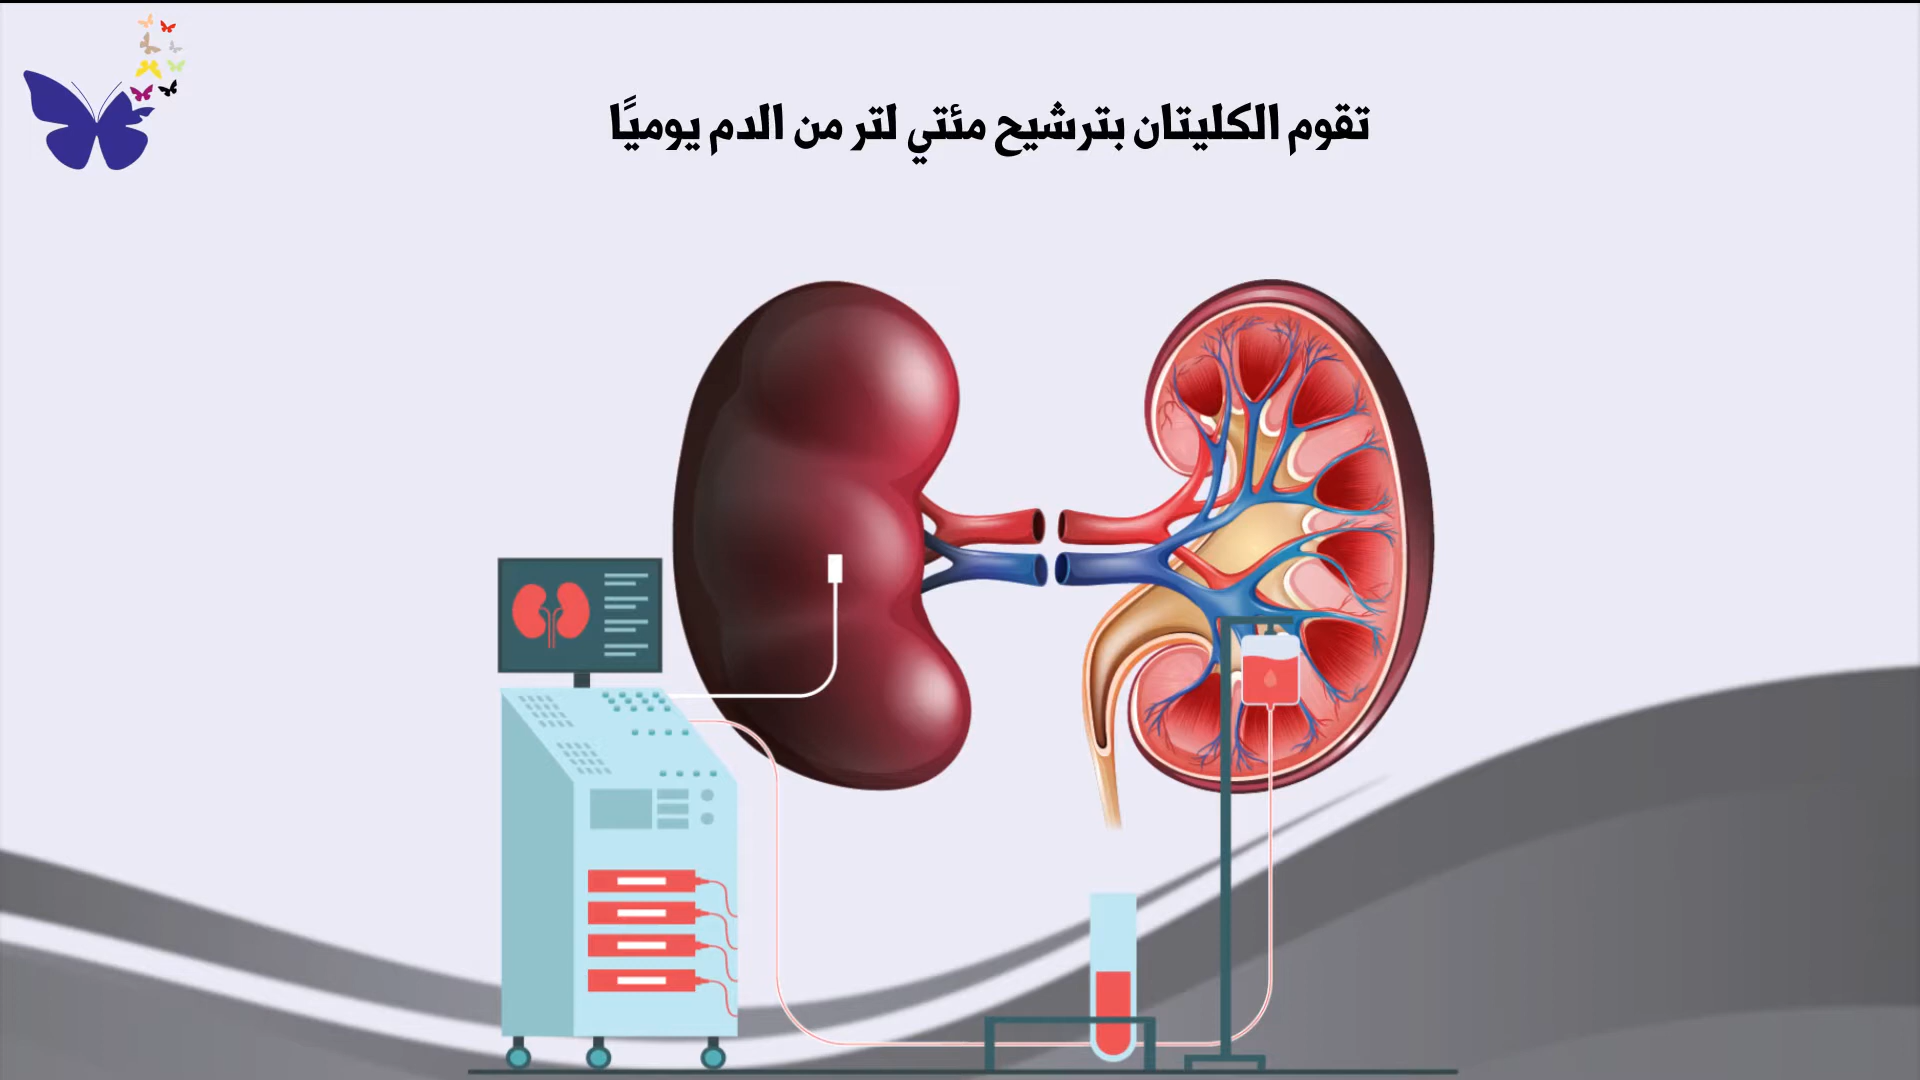 تقوم الكليتان بترشيح مئتي لتر من الدم يوميًا